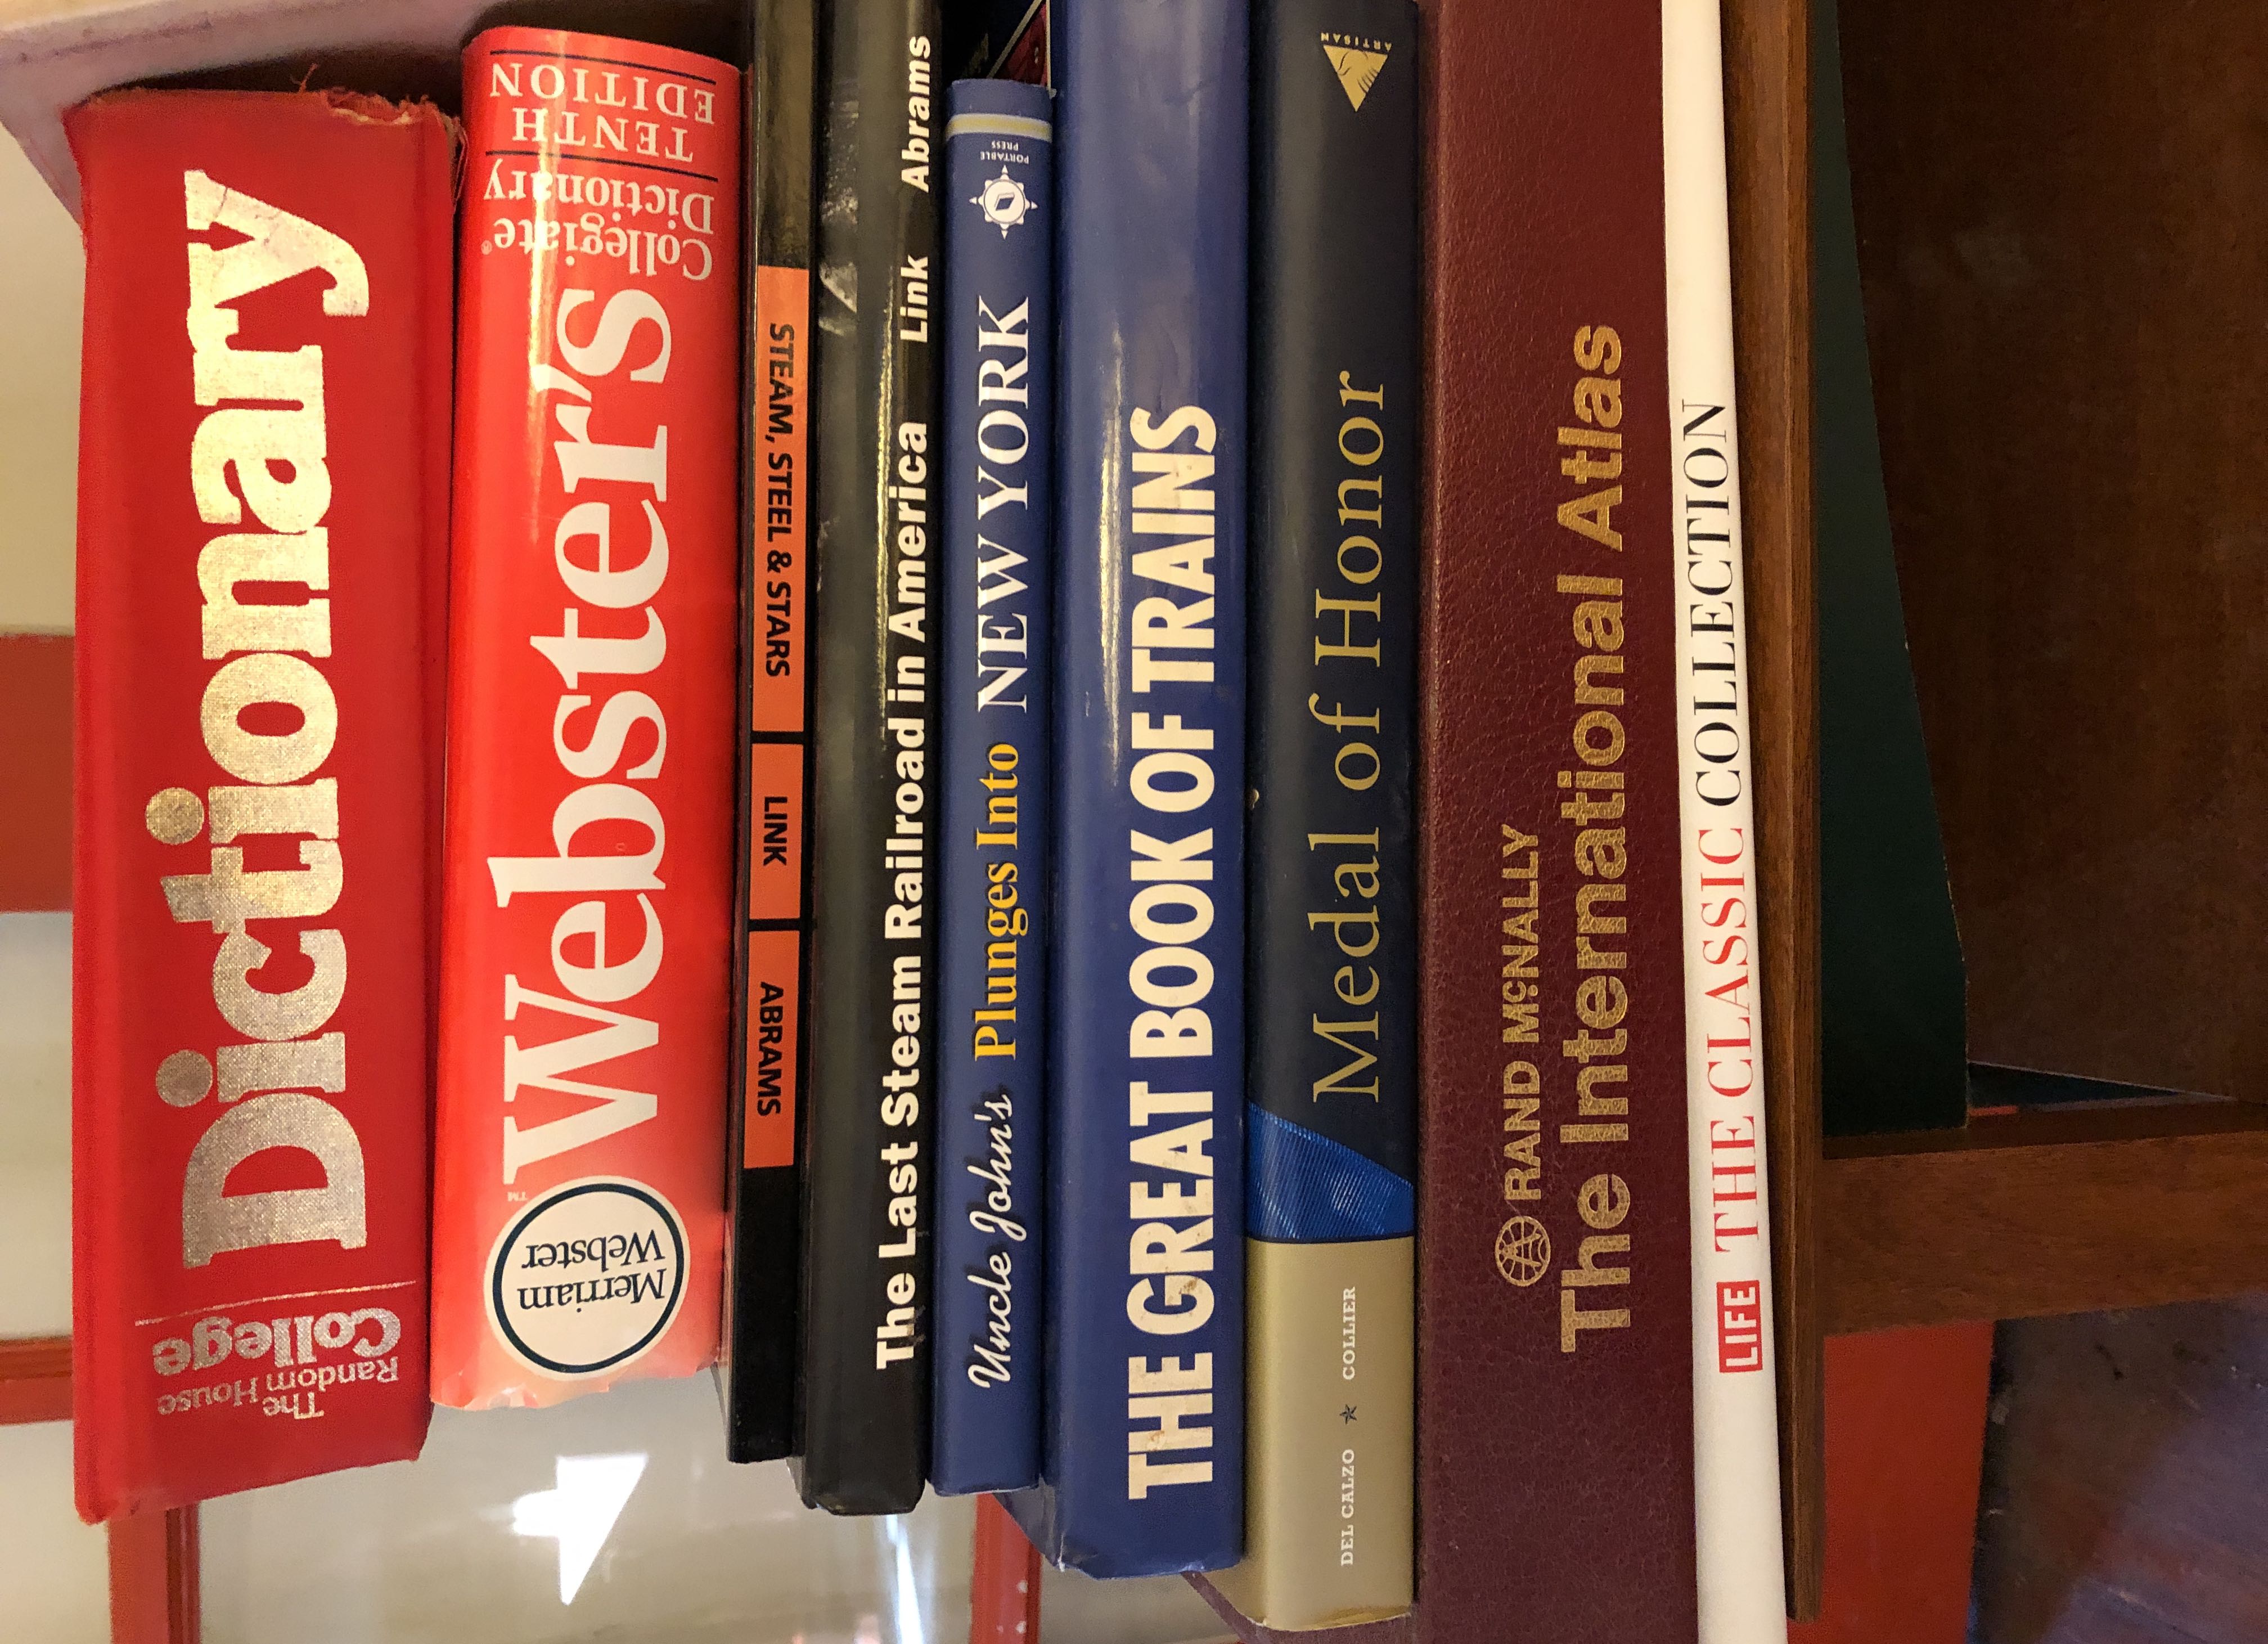 The
Random House
College
Dictionary
Merriam
Webster
Webster's™
Collegiate®
Dictionary
TENTH
EDITION
STEAM, STEEL & STARS
LINK
ABRAMS
The Last Steam Railroad in America Link Abrams
Uncle John's Plunges Into NEW YORK
PORTABLE
PRESS
THE GREAT BOOK OF TRAINS
DEL CALZO ★ COLLIER
Medal of Honor
ARTISAN
RAND MCNALLY
The International Atlas
LIFE THE CLASSIC COLLECTION